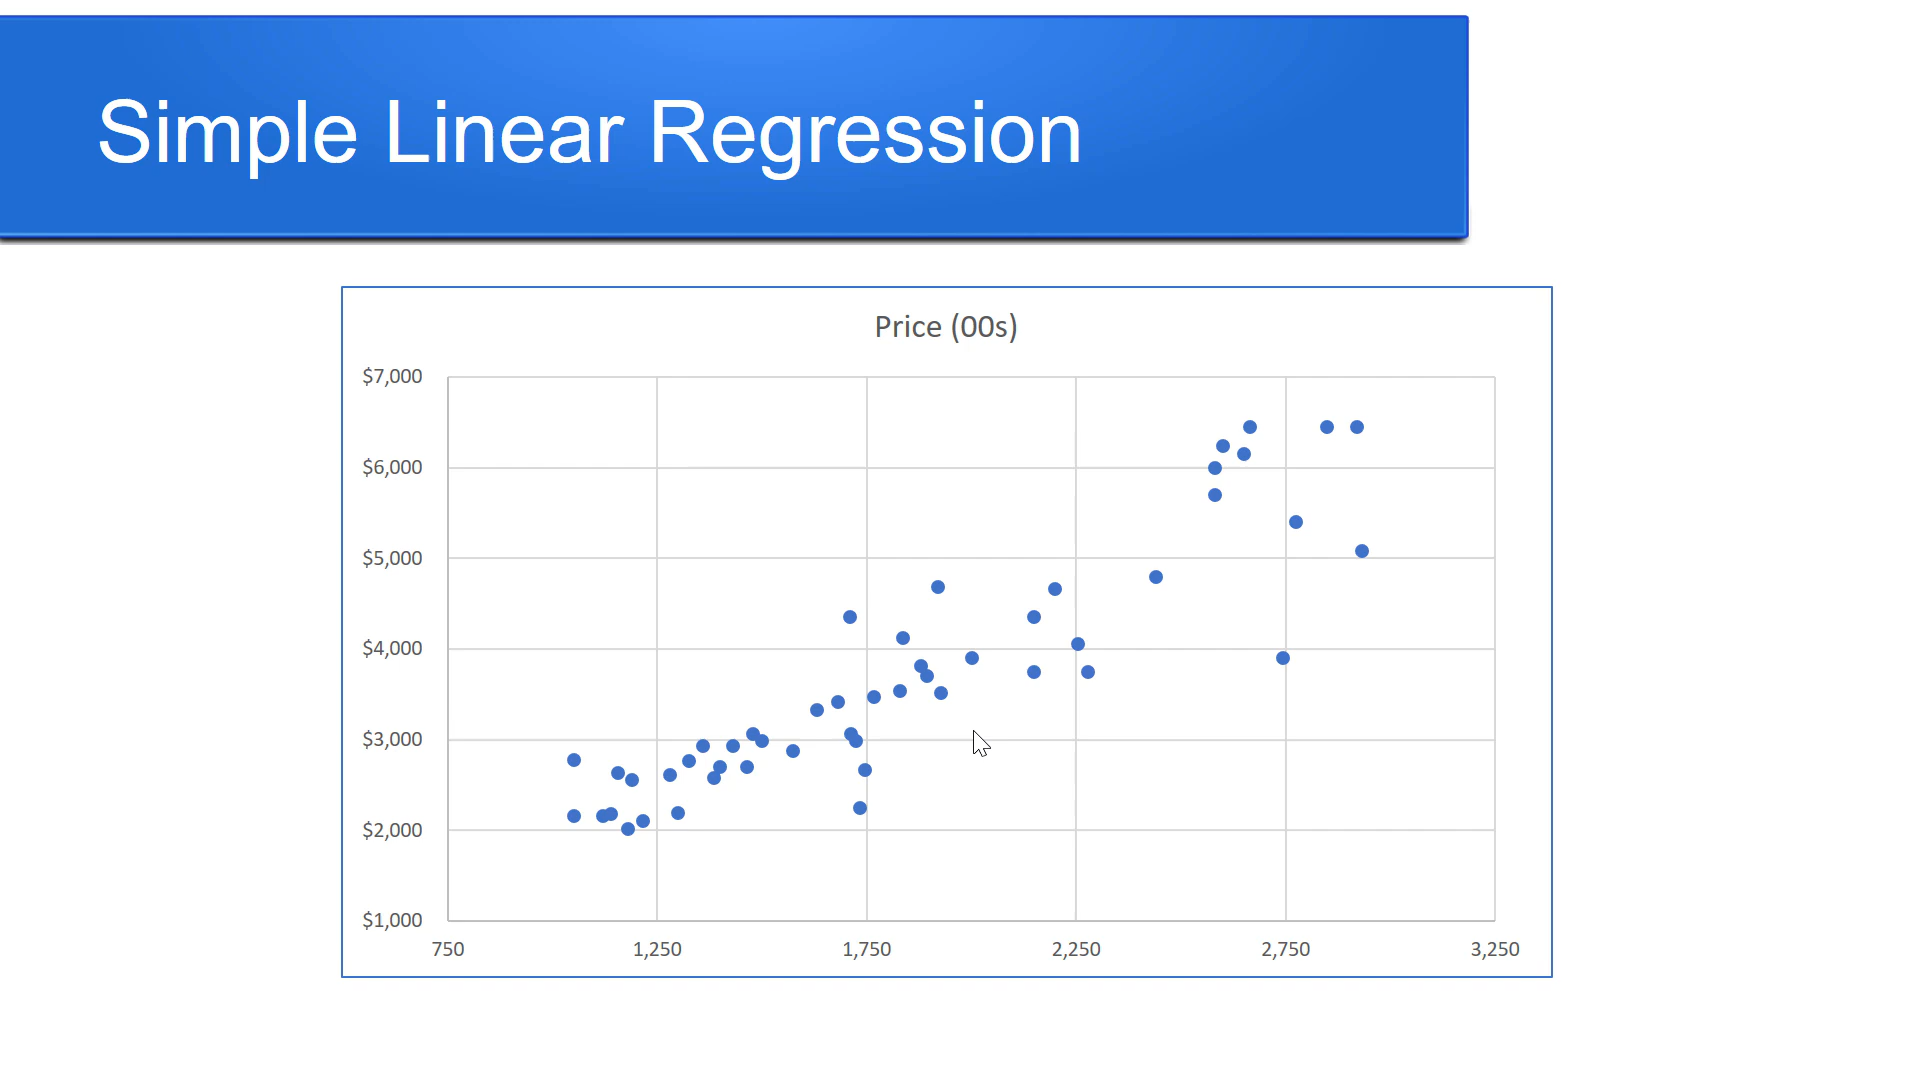 Simple Linear Regression
Price (00s)
$7,000
$6,000
$5,000
$4,000
$3,000
$2,000
$1,000
750 1,250 1,750 2,250 2,750 3,250